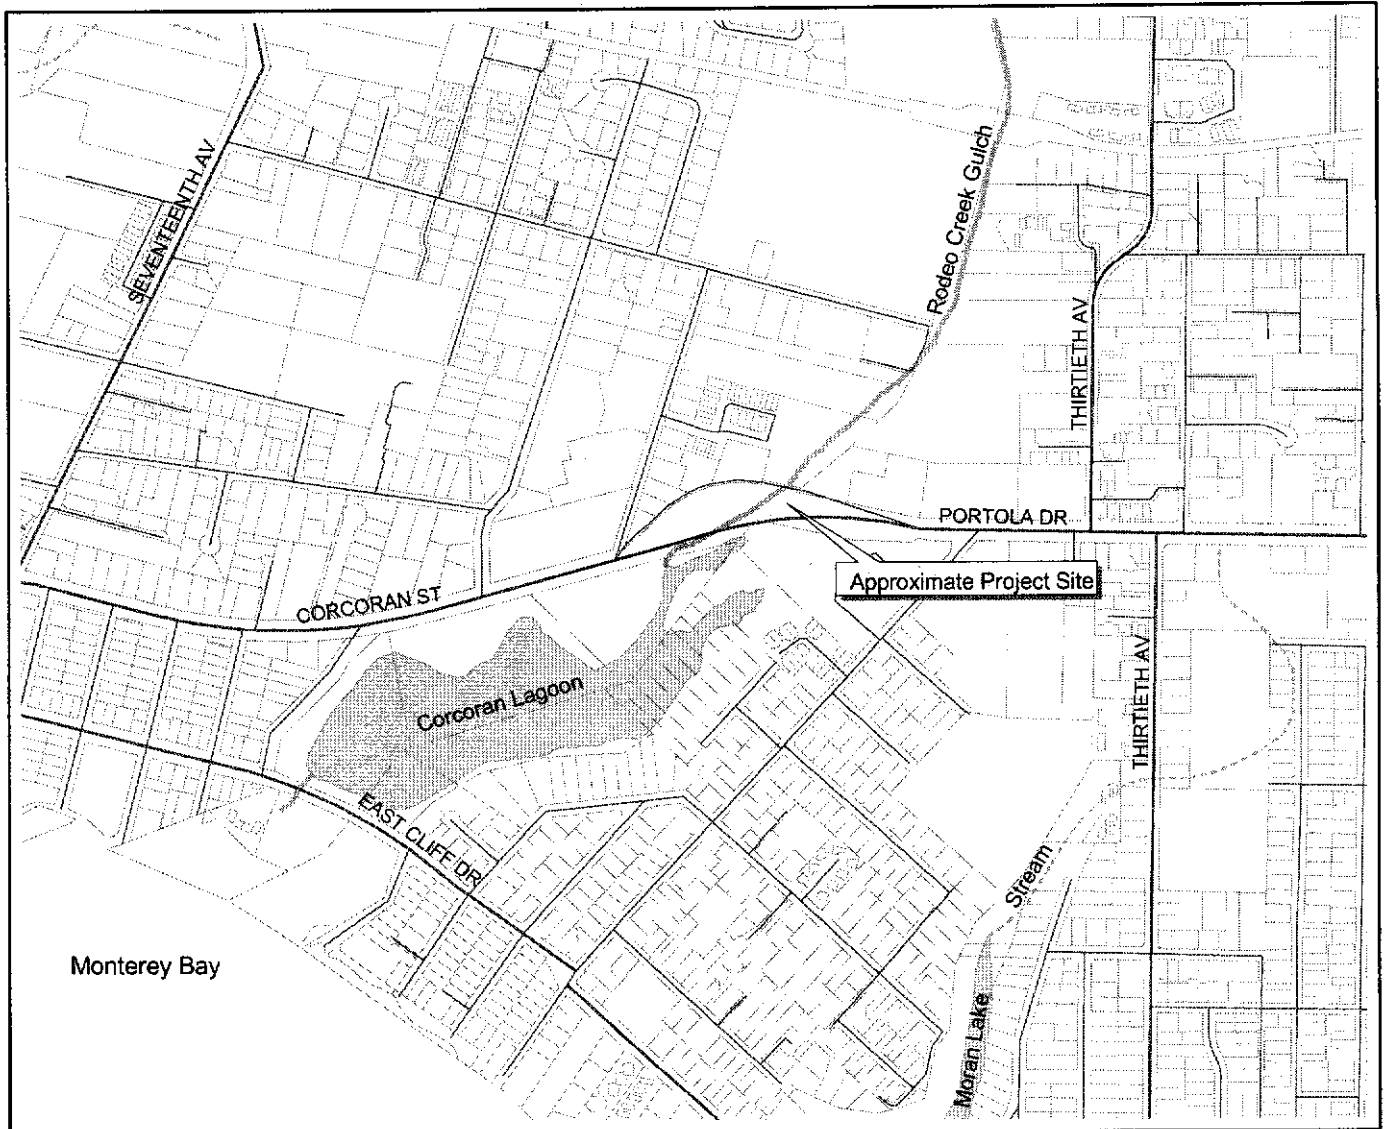 SEVENTEENTH AV
Rodeo Creek Gulch
THIRTIETH AV
PORTOLA DR
Approximate Project Site
CORCORAN ST
THIRTIETH AV
Corcoran Lagoon
EAST CLIFF DR
Stream
Monterey Bay
Moran Lake